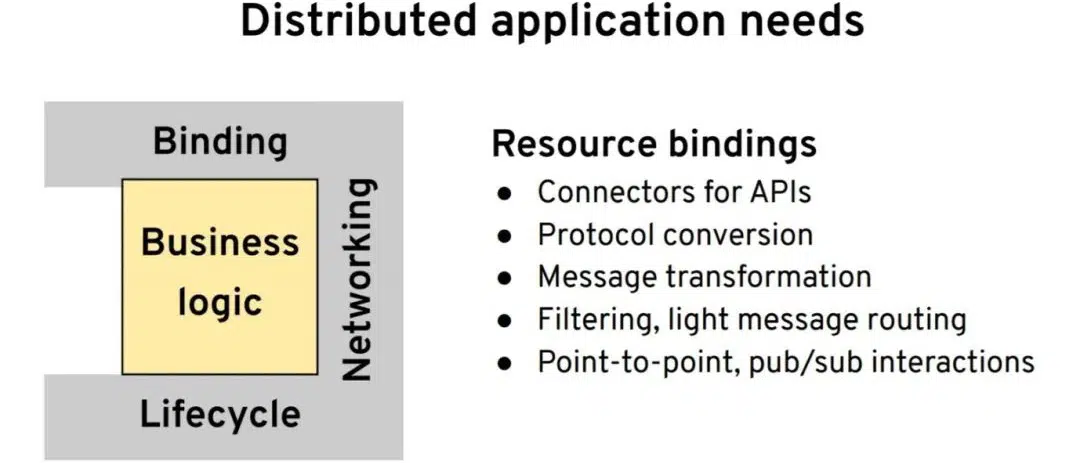 Distributed application needs
Binding
Business
logic
Networking
Lifecycle
Resource bindings
● Connectors for APIs
● Protocol conversion
● Message transformation
● Filtering, light message routing
● Point-to-point, pub/sub interactions